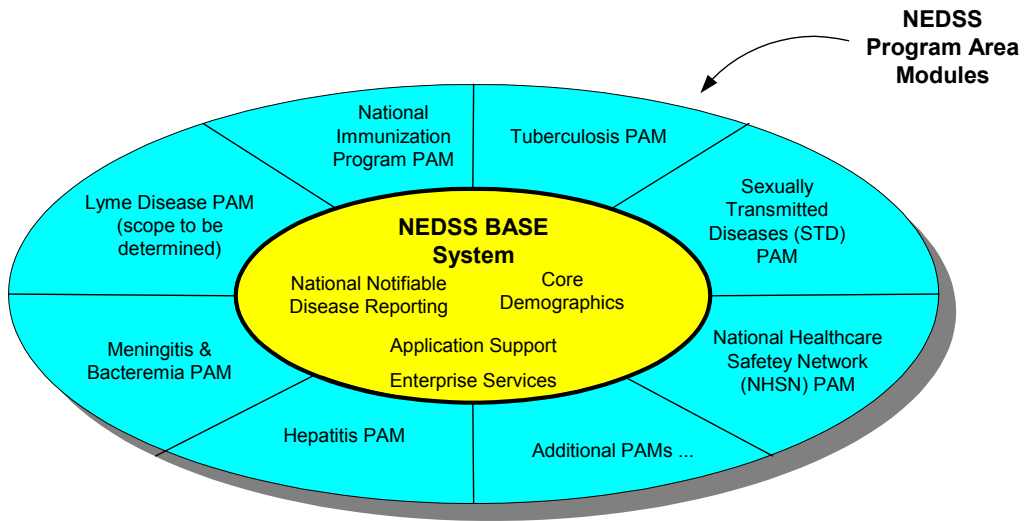 NEDSS
Program Area
Modules
National
Immunization
Program PAM
Tuberculosis PAM
Lyme Disease PAM
(scope to be
determined)
Sexually
Transmitted
Diseases (STD)
PAM
NEDSS BASE
System
National Notifiable
Disease Reporting
Core
Demographics
Application Support
Enterprise Services
Meningitis &
Bacteremia PAM
National Healthcare
Safetey Network
(NHSN) PAM
Hepatitis PAM
Additional PAMs ...